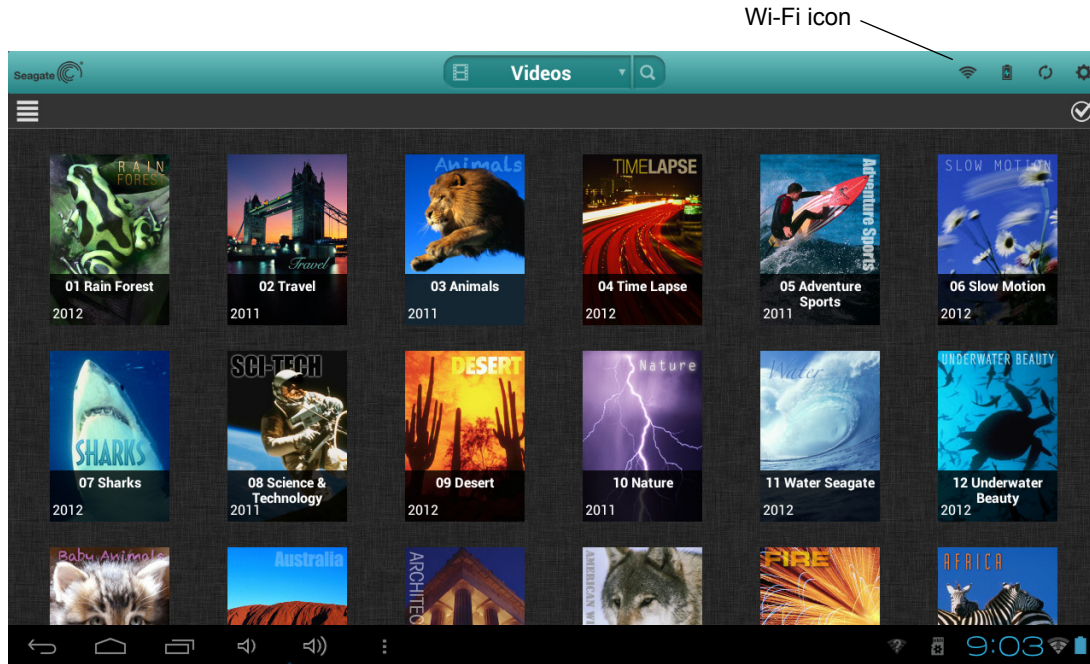 Wi-Fi icon
Seagate
Videos
RAIN
FOREST
Travel
Animals
TIMELAPSE
Adventure Sports
SLOW MOTION
01 Rain Forest
02 Travel
03 Animals
04 Time Lapse
05 Adventure
Sports
06 Slow Motion
2012
2011
2011
2012
2011
2012
SHARKS
SCI-TECH
DESERT
Nature
Water
UNDERWATER BEAUTY
07 Sharks
08 Science &
Technology
09 Desert
10 Nature
11 Water Seagate
12 Underwater
Beauty
2012
2011
2012
2011
2012
2012
Baby Animals
Australia
ARCHITEC
AMERICAN WI
FIRE
AFRICA
9:03